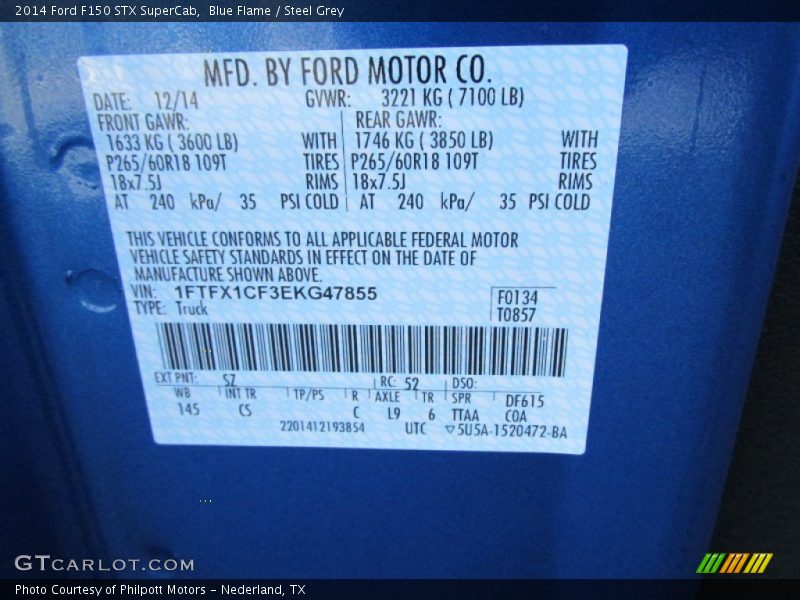 2014 Ford F150 STX SuperCab,  Blue Flame / Steel Grey
MFD. BY FORD MOTOR CO.
DATE: 12/14 GVWR: 3221 KG ( 7100 LB)
FRONT GAWR: REAR GAWR:
1633 KG ( 3600 LB) WITH 1746 KG ( 3850 LB) WITH
P265/60R18 109T TIRES P265/60R18 109T TIRES
18x7.5J RIMS 18x7.5J RIMS
AT 240 kPa/ 35 PSI COLD AT 240 kPa/ 35 PSI COLD
THIS VEHICLE CONFORMS TO ALL APPLICABLE FEDERAL MOTOR
VEHICLE SAFETY STANDARDS IN EFFECT ON THE DATE OF
MANUFACTURE SHOWN ABOVE.
VIN: 1FTFX1CF3EKG47855 F0134
TYPE: Truck T0857
EXT PNT: SZ RC: 52 DSO:
WB INT TR TP/PS R AXLE TR SPR DF615
145 CS C L9 6 TTAA COA
2201412193854 UTC ▽5U5A-1520472-BA
GTCARLOT.COM
Photo Courtesy of Philpott Motors - Nederland, TX